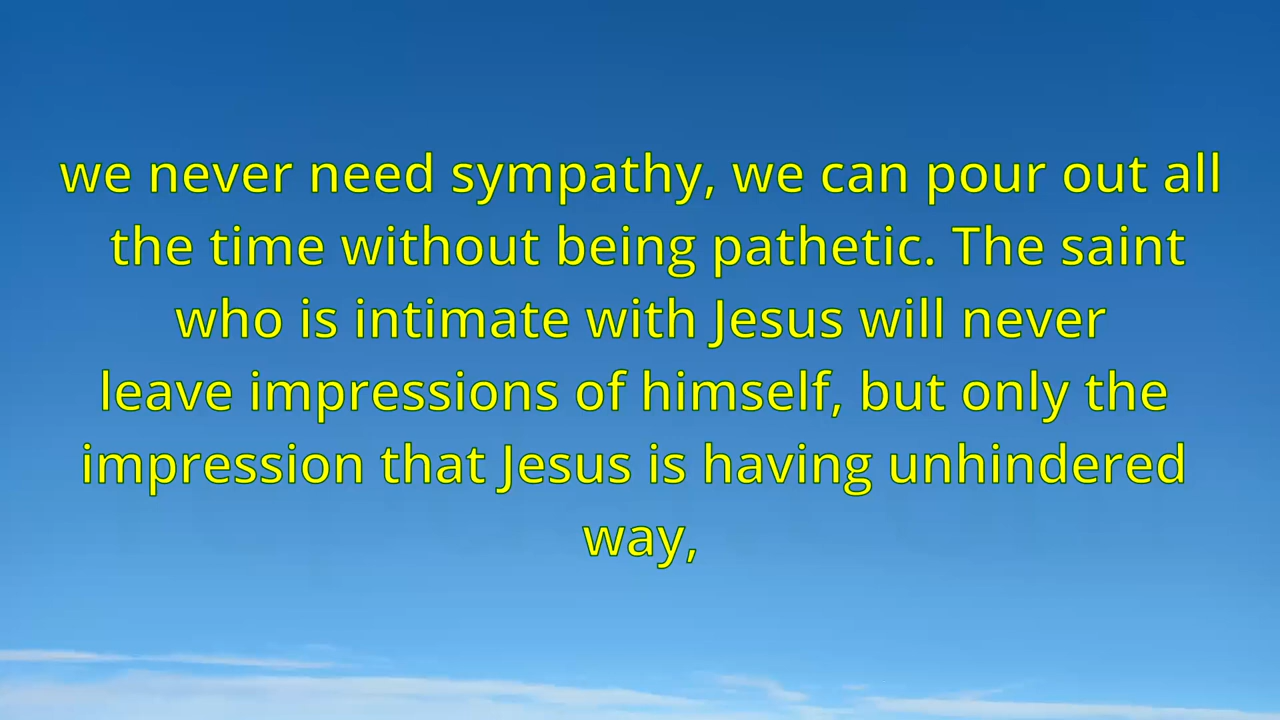 we never need sympathy, we can pour out all
the time without being pathetic. The saint
who is intimate with Jesus will never
leave impressions of himself, but only the
impression that Jesus is having unhindered
way,